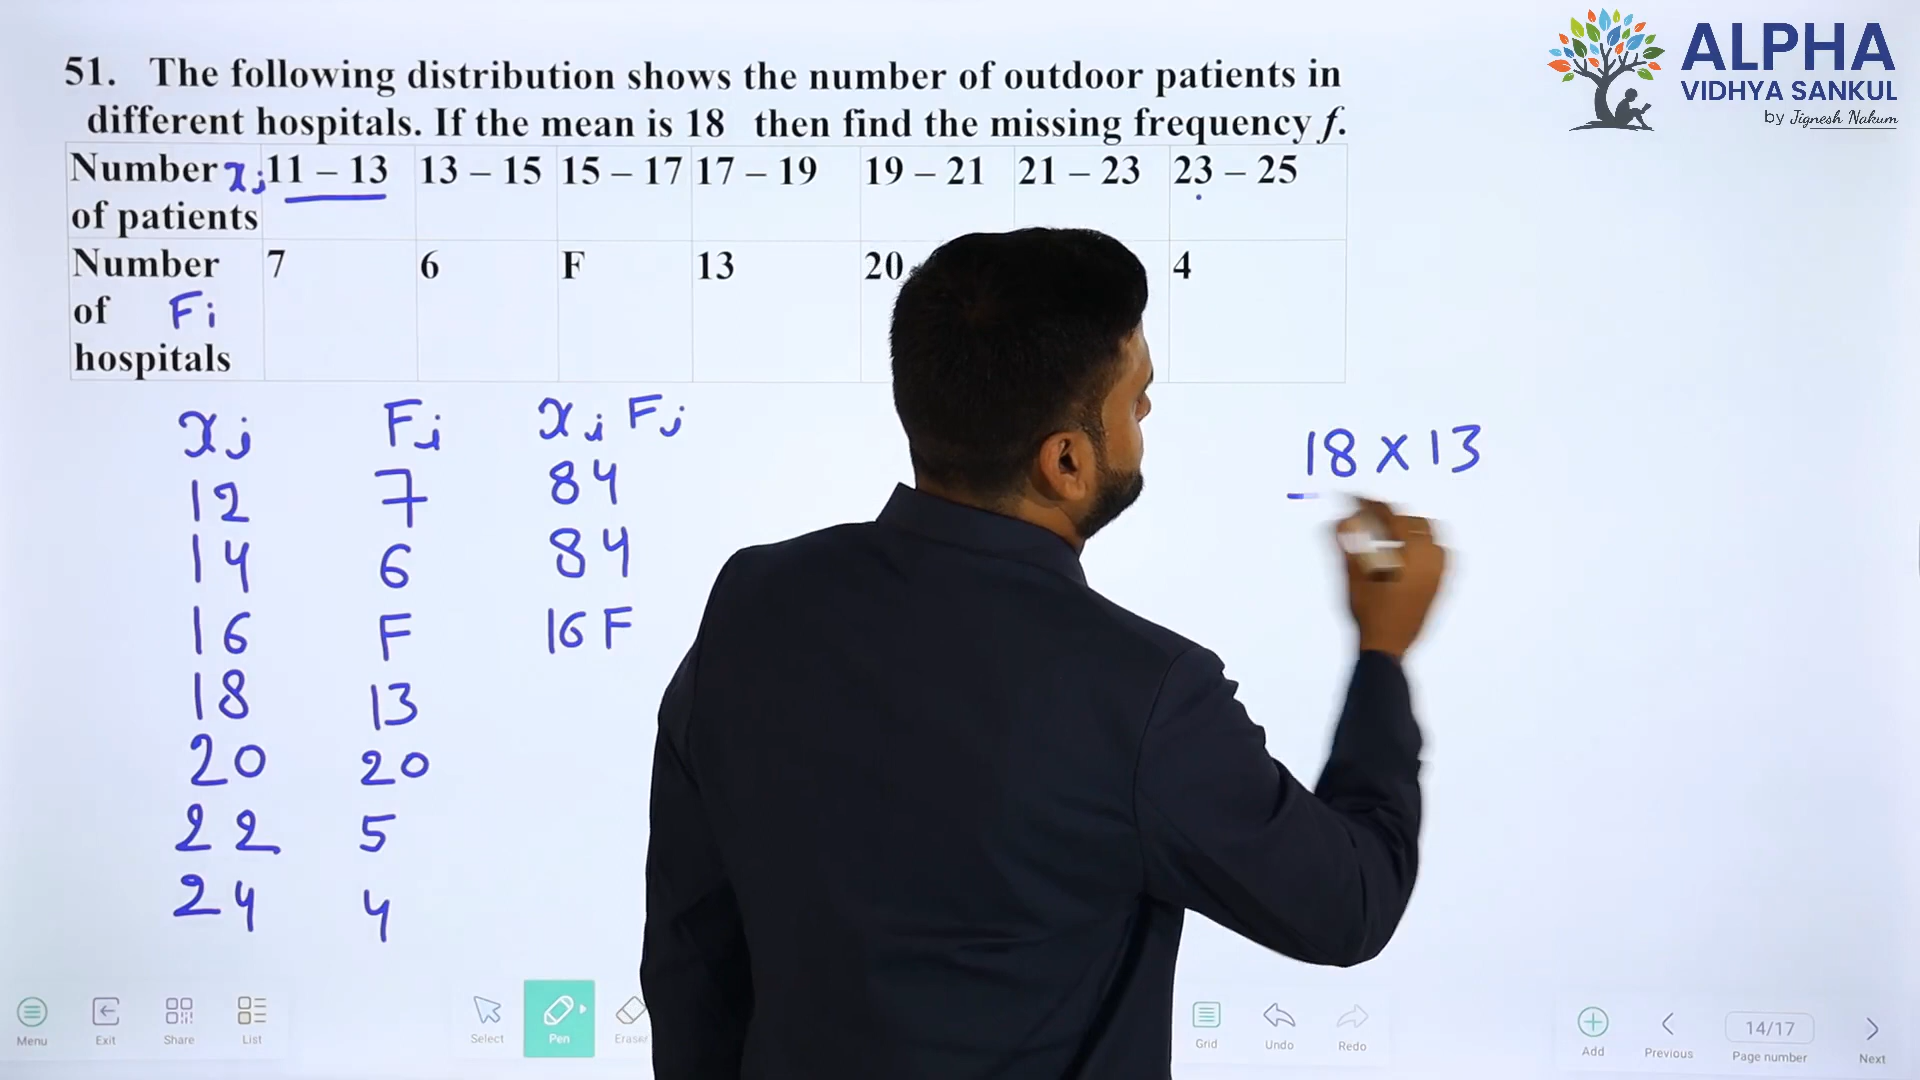 ALPHA
VIDHYA SANKUL
by Jignesh Nakum
51. The following distribution shows the number of outdoor patients in
different hospitals. If the mean is 18 then find the missing frequency f.
Number xi 11 – 13 13 – 15 15 – 17 17 – 19 19 – 21 21 – 23 23 – 25
of patients
Number 7 6 F 13 20 4
of Fi
hospitals
xi Fi xi Fi
12 7 84
14 6 84
16 F 16F
18 13
20 20
22 5
24 4
18 × 13
Menu Exit Share List Select Pen Eraser Grid Undo Redo Add Previous 14/17 Page number Next